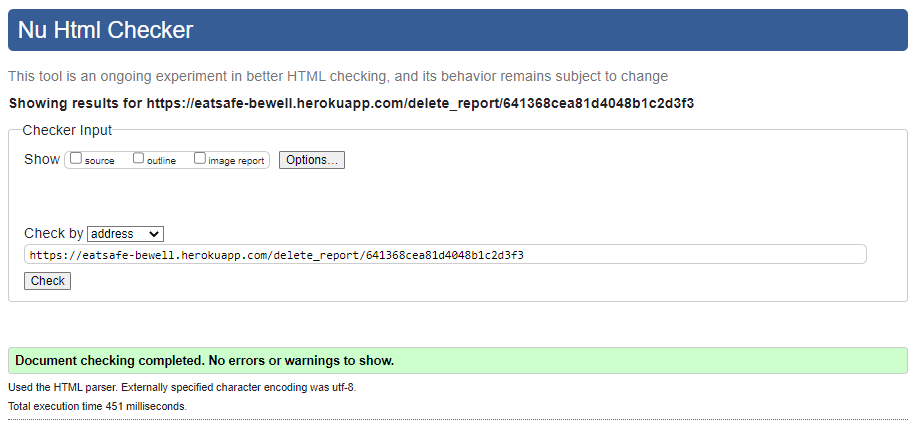 Nu Html Checker
This tool is an ongoing experiment in better HTML checking, and its behavior remains subject to change
Showing results for https://eatsafe-bewell.herokuapp.com/delete_report/641368cea81d4048b1c2d3f3
Checker Input
Show source outline image report Options...
Check by address
https://eatsafe-bewell.herokuapp.com/delete_report/641368cea81d4048b1c2d3f3
Check
Document checking completed. No errors or warnings to show.
Used the HTML parser. Externally specified character encoding was utf-8.
Total execution time 451 milliseconds.